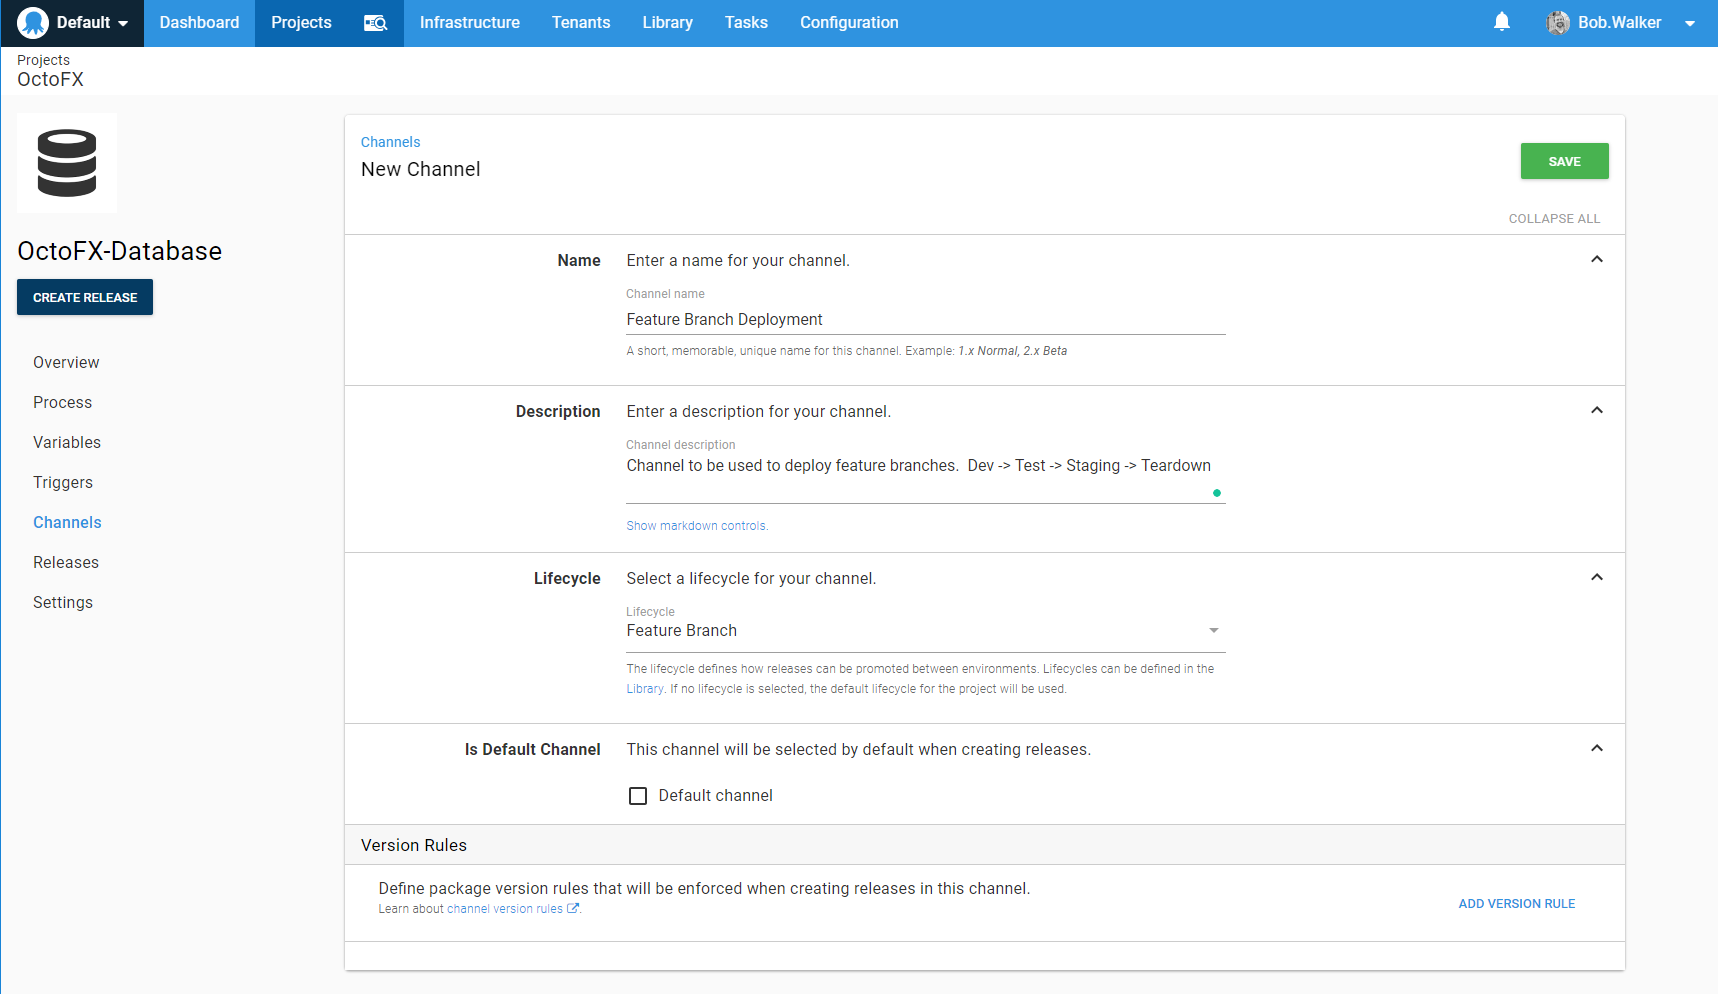 Default Dashboard Projects Infrastructure Tenants Library Tasks Configuration Bob.Walker
Projects
OctoFX
OctoFX-Database
CREATE RELEASE
Overview
Process
Variables
Triggers
Channels
Releases
Settings
Channels
New Channel
SAVE
COLLAPSE ALL
Name Enter a name for your channel.
Channel name
Feature Branch Deployment
A short, memorable, unique name for this channel. Example: 1.x Normal, 2.x Beta
Description Enter a description for your channel.
Channel description
Channel to be used to deploy feature branches.  Dev -> Test -> Staging -> Teardown
Show markdown controls.
Lifecycle Select a lifecycle for your channel.
Lifecycle
Feature Branch
The lifecycle defines how releases can be promoted between environments. Lifecycles can be defined in the
Library. If no lifecycle is selected, the default lifecycle for the project will be used.
Is Default Channel This channel will be selected by default when creating releases.
Default channel
Version Rules
Define package version rules that will be enforced when creating releases in this channel.
Learn about channel version rules.
ADD VERSION RULE